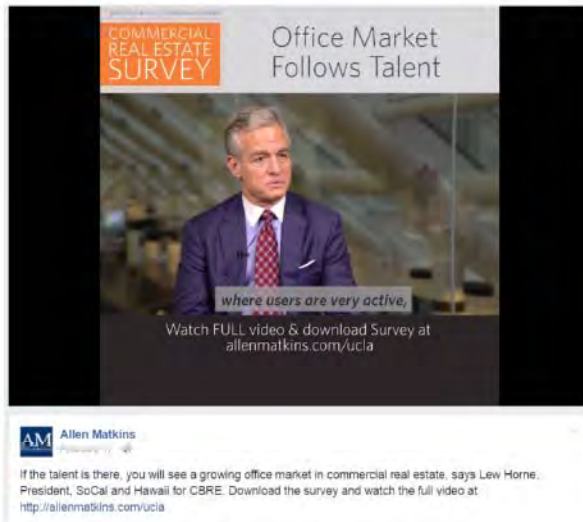 COMMERCIAL
REAL ESTATE
SURVEY
Office Market
Follows Talent
where users are very active,
Watch FULL video & download Survey at
allenmatkins.com/ucla
AM
Allen Matkins
If the talent is there, you will see a growing office market in commercial real estate, says Lew Horne,
President, SoCal and Hawaii for CBRE. Download the survey and watch the full video at
http://allenmatkins.com/ucla